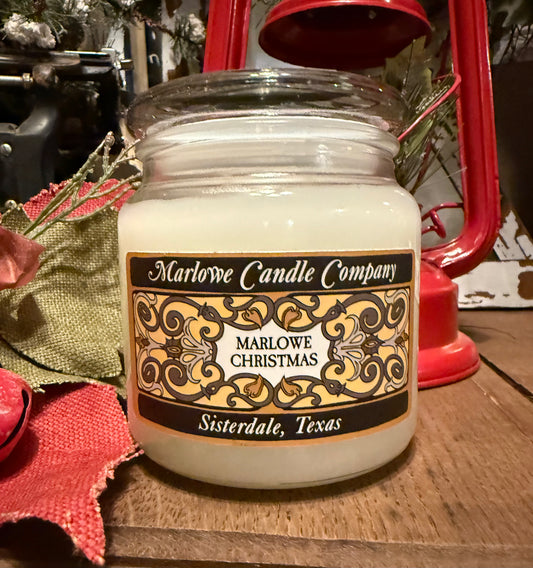 Marlowe Candle Company
MARLOWE
CHRISTMAS
Sisterdale, Texas